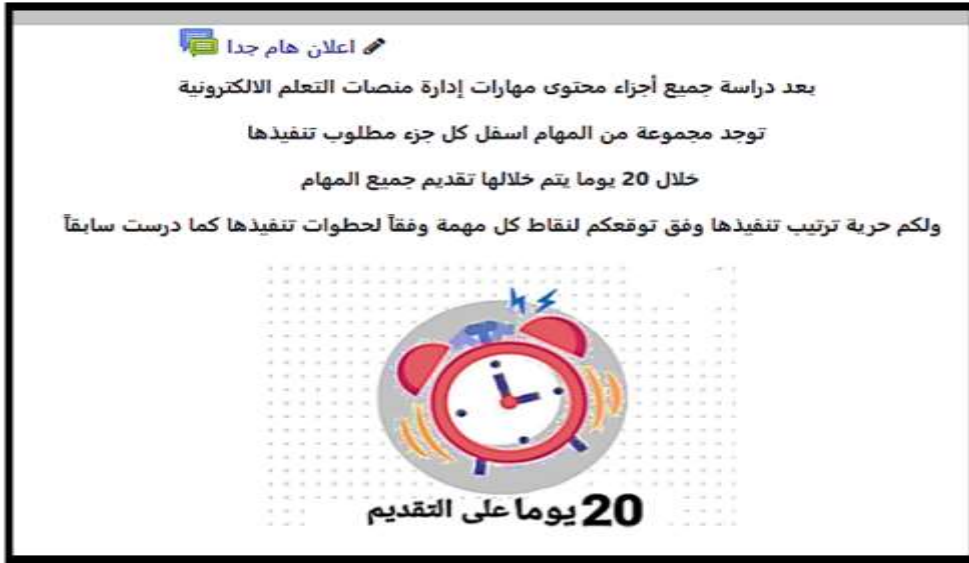 اعلان هام جدا
بعد دراسة جميع أجزاء محتوى مهارات إدارة منصات التعلم الالكترونية
توجد مجموعة من المهام اسفل كل جزء مطلوب تنفيذها
خلال 20 يوما يتم خلالها تقديم جميع المهام
ولكم حرية ترتيب تنفيذها وفق توقعكم لنقاط كل مهمة وفقاً لحطوات تنفيذها كما درست سابقاً
20 يوما على التقديم